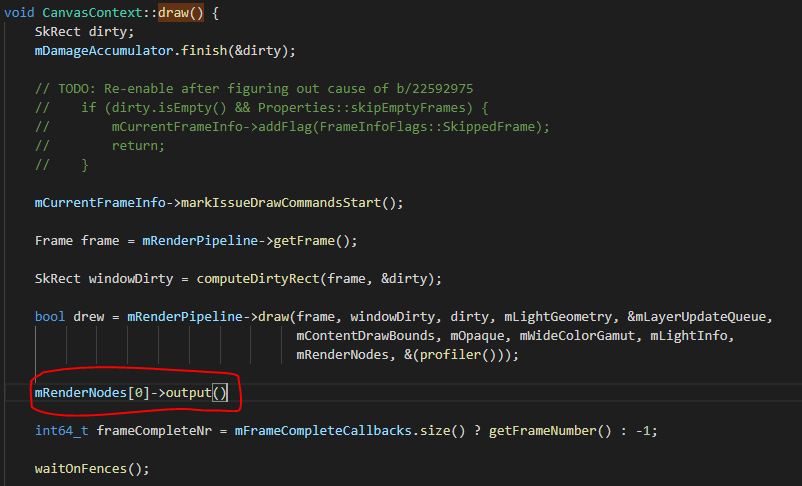 void CanvasContext::draw() {
    SkRect dirty;
    mDamageAccumulator.finish(&dirty);
    // TODO: Re-enable after figuring out cause of b/22592975
    //    if (dirty.isEmpty() && Properties::skipEmptyFrames) {
    //        mCurrentFrameInfo->addFlag(FrameInfoFlags::SkippedFrame);
    //        return;
    //    }
    mCurrentFrameInfo->markIssueDrawCommandsStart();
    Frame frame = mRenderPipeline->getFrame();
    SkRect windowDirty = computeDirtyRect(frame, &dirty);
    bool drew = mRenderPipeline->draw(frame, windowDirty, dirty, mLightGeometry, &mLayerUpdateQueue,
                                      mContentDrawBounds, mOpaque, mWideColorGamut, mLightInfo,
                                      mRenderNodes, &(profiler()));
    mRenderNodes[0]->output()
    int64_t frameCompleteNr = mFrameCompleteCallbacks.size() ? getFrameNumber() : -1;
    waitOnFences();